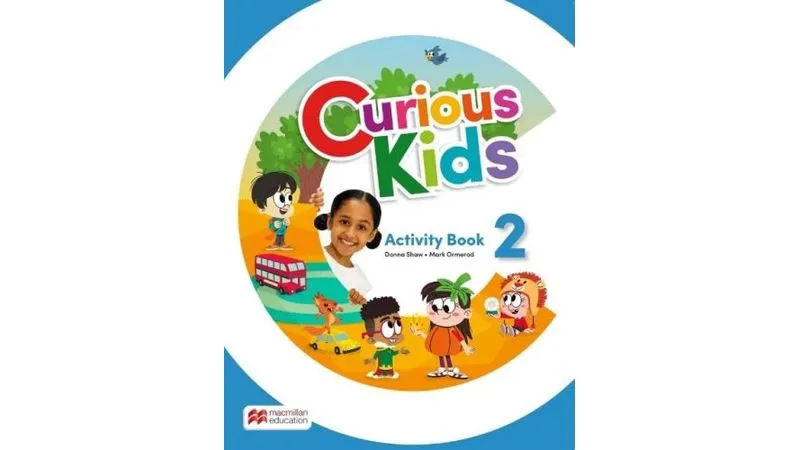 Curious
Kids
Activity Book 2
Donna Shaw • Mark Ormerod
macmillan
education